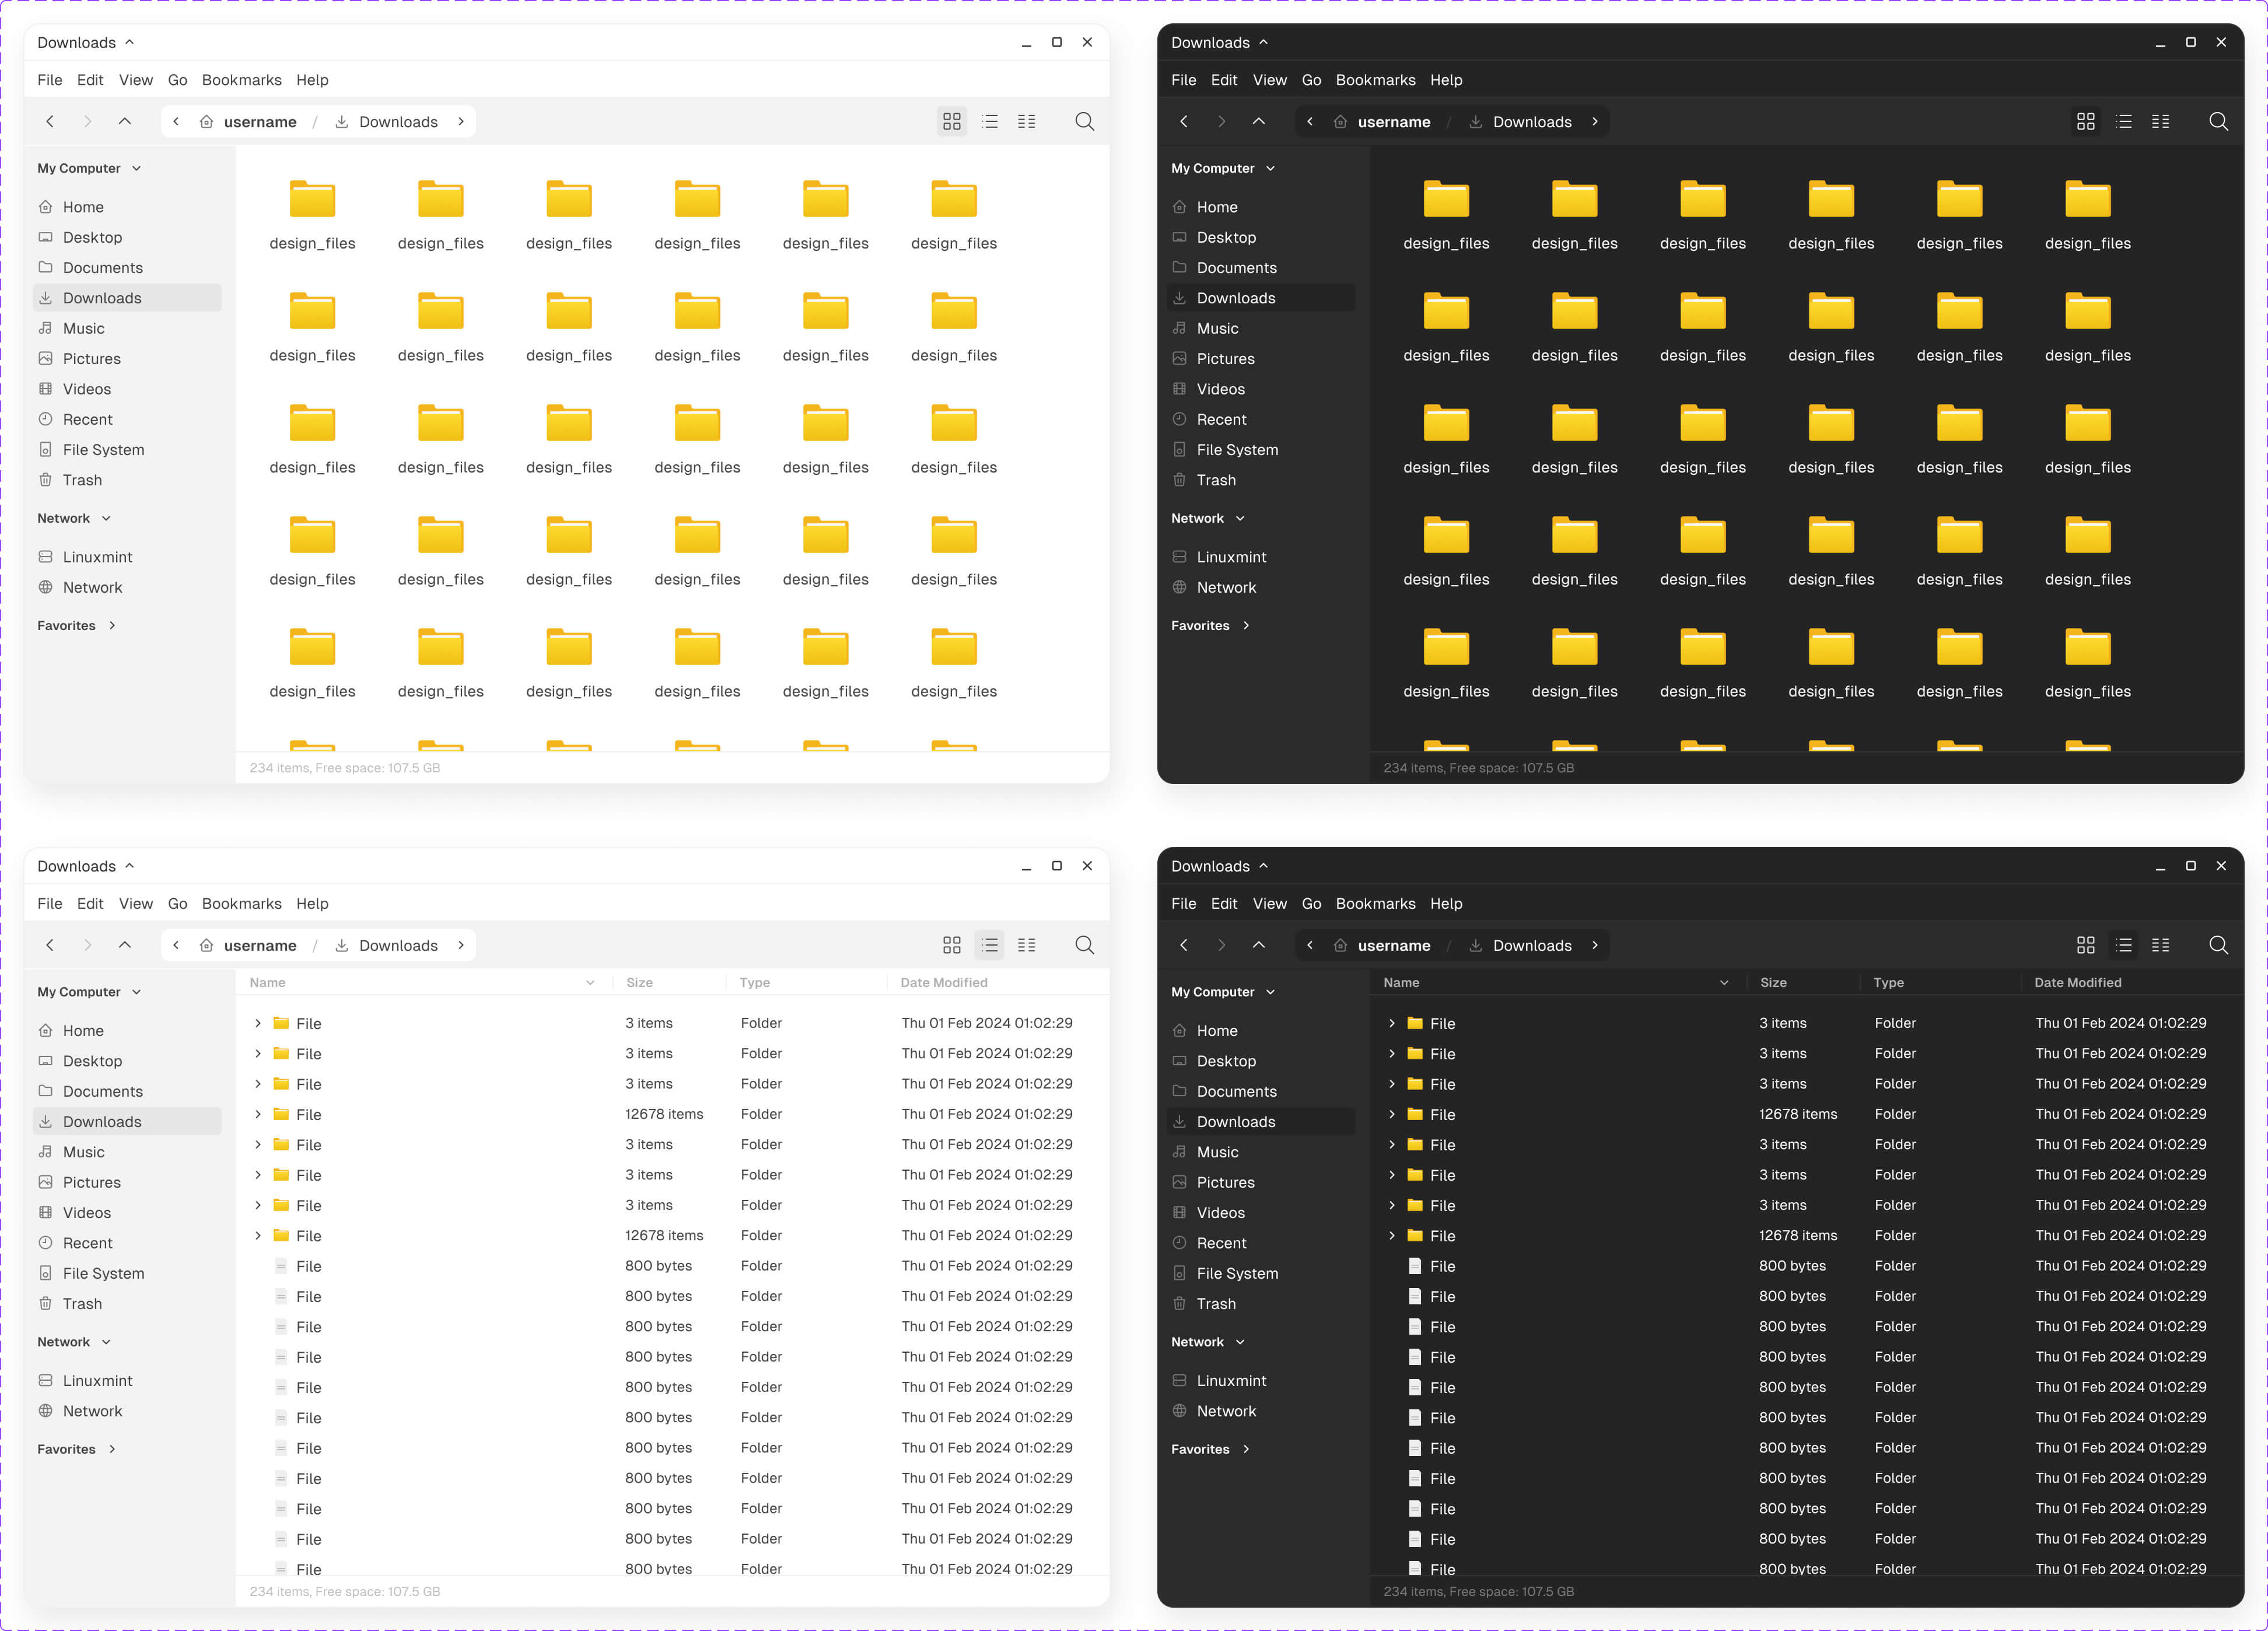 Downloads
File Edit View Go Bookmarks Help
username / Downloads
My Computer
Home
Desktop
Documents
Downloads
Music
Pictures
Videos
Recent
File System
Trash
Network
Linuxmint
Network
Favorites
design_files design_files design_files design_files design_files design_files
design_files design_files design_files design_files design_files design_files
design_files design_files design_files design_files design_files design_files
design_files design_files design_files design_files design_files design_files
design_files design_files design_files design_files design_files design_files
234 items, Free space: 107.5 GB
Downloads
File Edit View Go Bookmarks Help
username / Downloads
My Computer
Home
Desktop
Documents
Downloads
Music
Pictures
Videos
Recent
File System
Trash
Network
Linuxmint
Network
Favorites
design_files design_files design_files design_files design_files design_files
design_files design_files design_files design_files design_files design_files
design_files design_files design_files design_files design_files design_files
design_files design_files design_files design_files design_files design_files
design_files design_files design_files design_files design_files design_files
234 items, Free space: 107.5 GB
Downloads
File Edit View Go Bookmarks Help
username / Downloads
My Computer
Home
Desktop
Documents
Downloads
Music
Pictures
Videos
Recent
File System
Trash
Network
Linuxmint
Network
Favorites
Name Size Type Date Modified
File 3 items Folder Thu 01 Feb 2024 01:02:29
File 3 items Folder Thu 01 Feb 2024 01:02:29
File 3 items Folder Thu 01 Feb 2024 01:02:29
File 12678 items Folder Thu 01 Feb 2024 01:02:29
File 3 items Folder Thu 01 Feb 2024 01:02:29
File 3 items Folder Thu 01 Feb 2024 01:02:29
File 3 items Folder Thu 01 Feb 2024 01:02:29
File 12678 items Folder Thu 01 Feb 2024 01:02:29
File 800 bytes Folder Thu 01 Feb 2024 01:02:29
File 800 bytes Folder Thu 01 Feb 2024 01:02:29
File 800 bytes Folder Thu 01 Feb 2024 01:02:29
File 800 bytes Folder Thu 01 Feb 2024 01:02:29
File 800 bytes Folder Thu 01 Feb 2024 01:02:29
File 800 bytes Folder Thu 01 Feb 2024 01:02:29
File 800 bytes Folder Thu 01 Feb 2024 01:02:29
File 800 bytes Folder Thu 01 Feb 2024 01:02:29
File 800 bytes Folder Thu 01 Feb 2024 01:02:29
File 800 bytes Folder Thu 01 Feb 2024 01:02:29
File 800 bytes Folder Thu 01 Feb 2024 01:02:29
234 items, Free space: 107.5 GB
Downloads
File Edit View Go Bookmarks Help
username / Downloads
My Computer
Home
Desktop
Documents
Downloads
Music
Pictures
Videos
Recent
File System
Trash
Network
Linuxmint
Network
Favorites
Name Size Type Date Modified
File 3 items Folder Thu 01 Feb 2024 01:02:29
File 3 items Folder Thu 01 Feb 2024 01:02:29
File 3 items Folder Thu 01 Feb 2024 01:02:29
File 12678 items Folder Thu 01 Feb 2024 01:02:29
File 3 items Folder Thu 01 Feb 2024 01:02:29
File 3 items Folder Thu 01 Feb 2024 01:02:29
File 3 items Folder Thu 01 Feb 2024 01:02:29
File 12678 items Folder Thu 01 Feb 2024 01:02:29
File 800 bytes Folder Thu 01 Feb 2024 01:02:29
File 800 bytes Folder Thu 01 Feb 2024 01:02:29
File 800 bytes Folder Thu 01 Feb 2024 01:02:29
File 800 bytes Folder Thu 01 Feb 2024 01:02:29
File 800 bytes Folder Thu 01 Feb 2024 01:02:29
File 800 bytes Folder Thu 01 Feb 2024 01:02:29
File 800 bytes Folder Thu 01 Feb 2024 01:02:29
File 800 bytes Folder Thu 01 Feb 2024 01:02:29
File 800 bytes Folder Thu 01 Feb 2024 01:02:29
File 800 bytes Folder Thu 01 Feb 2024 01:02:29
File 800 bytes Folder Thu 01 Feb 2024 01:02:29
234 items, Free space: 107.5 GB